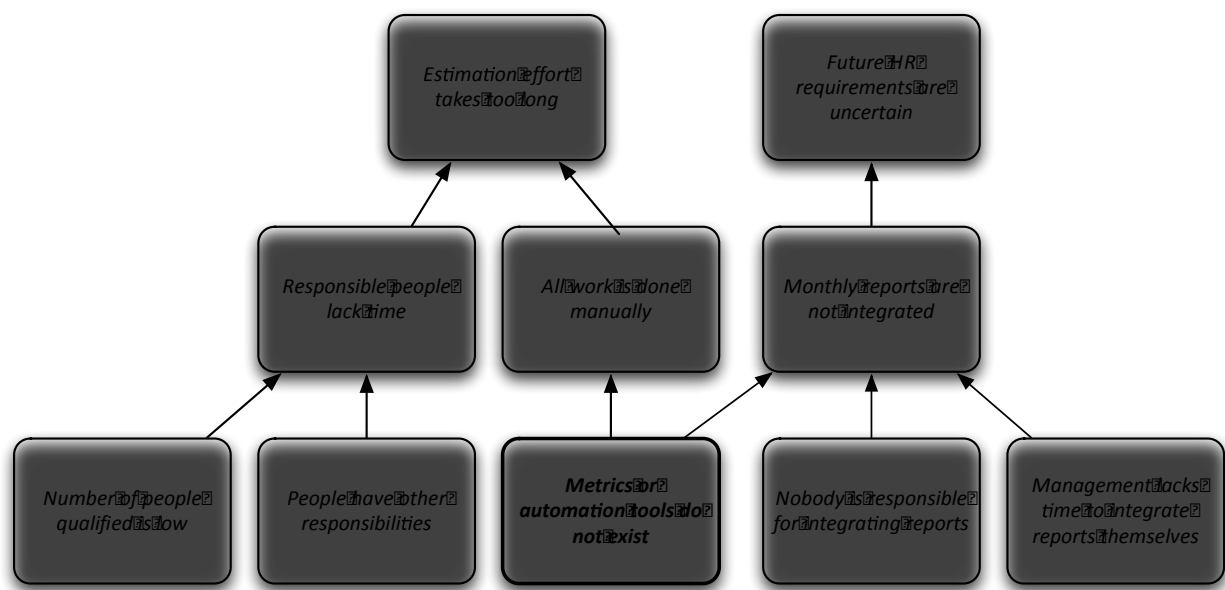 Estimation effort
takes too long
Future HR
requirements are
uncertain
Responsible people
lack time
All work is done
manually
Monthly reports are
not integrated
Number of people
qualified is low
People have other
responsibilities
Metrics or
automation tools do
not exist
Nobody is responsible
for integrating reports
Management lacks
time to integrate
reports themselves